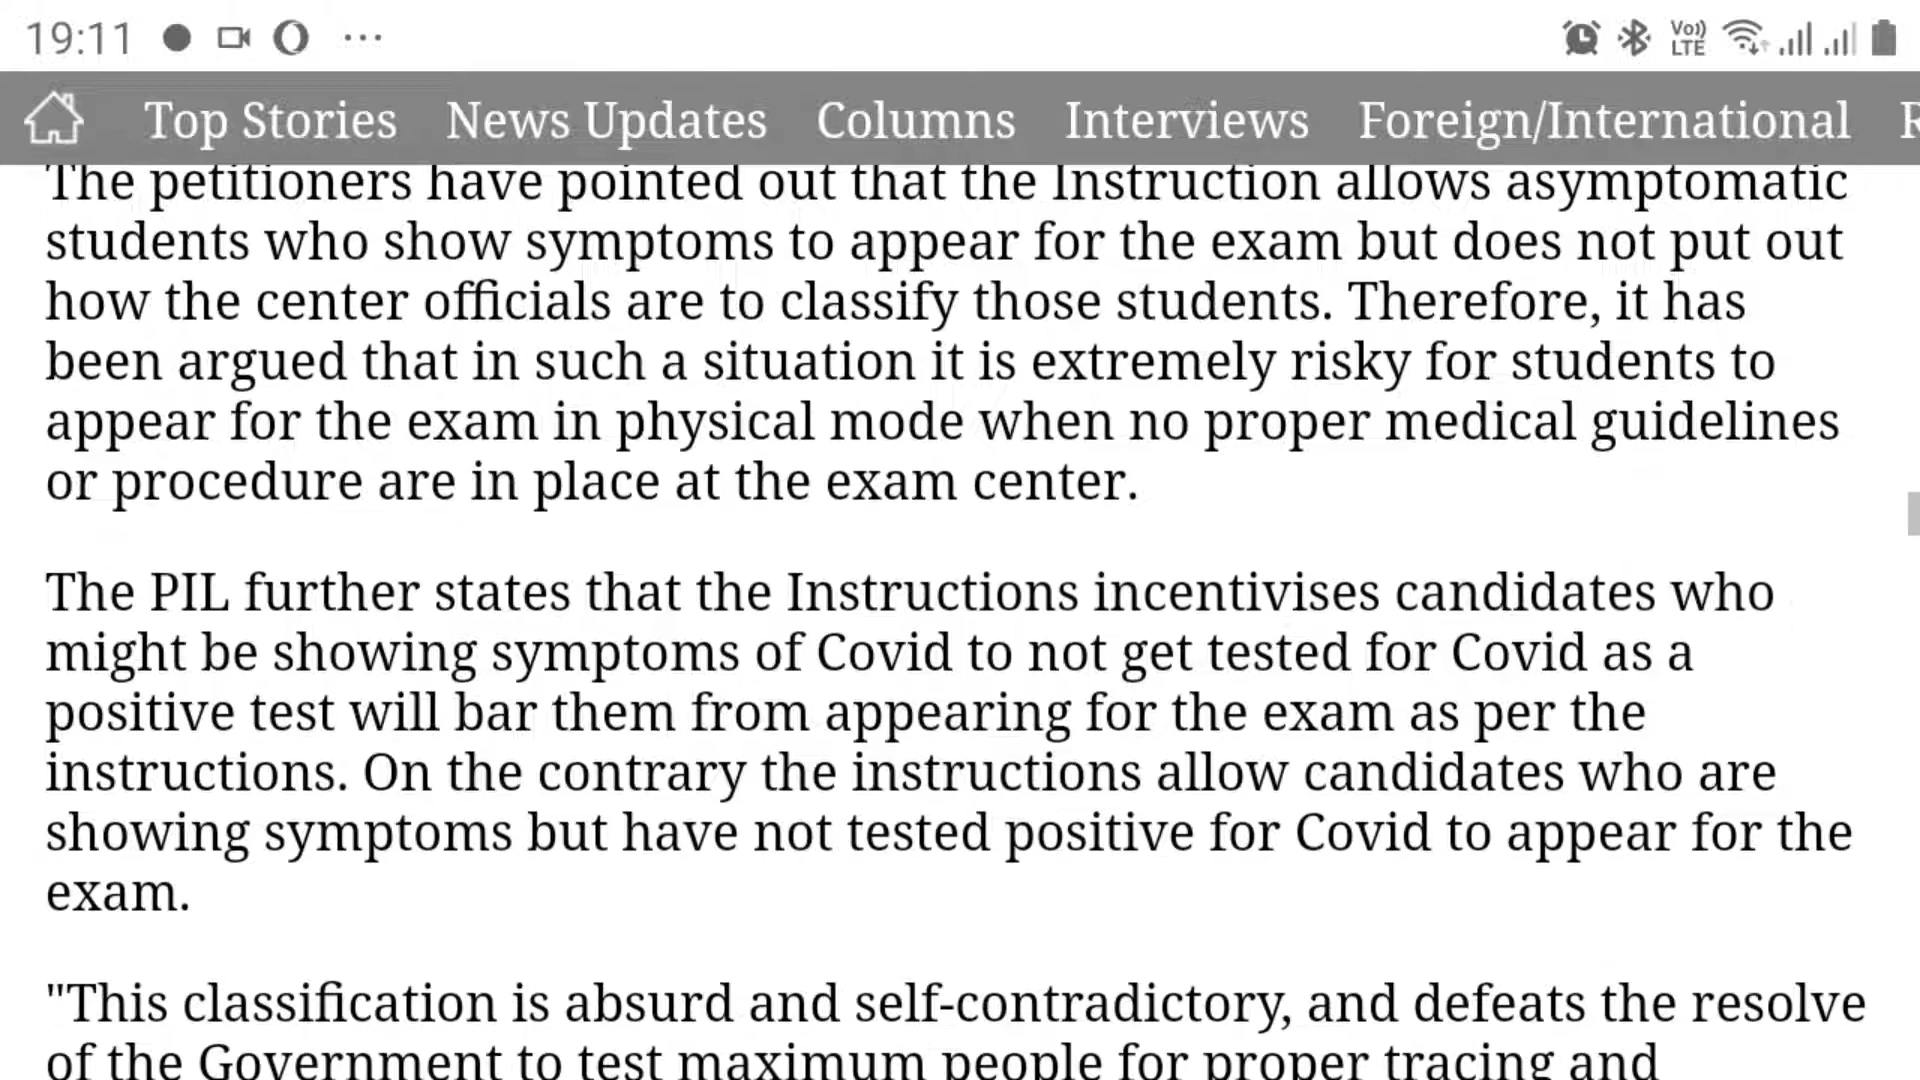 19:11
Vo)) LTE
Top Stories News Updates Columns Interviews Foreign/International R
The petitioners have pointed out that the Instruction allows asymptomatic
students who show symptoms to appear for the exam but does not put out
how the center officials are to classify those students. Therefore, it has
been argued that in such a situation it is extremely risky for students to
appear for the exam in physical mode when no proper medical guidelines
or procedure are in place at the exam center.
The PIL further states that the Instructions incentivises candidates who
might be showing symptoms of Covid to not get tested for Covid as a
positive test will bar them from appearing for the exam as per the
instructions. On the contrary the instructions allow candidates who are
showing symptoms but have not tested positive for Covid to appear for the
exam.
"This classification is absurd and self-contradictory, and defeats the resolve
of the Government to test maximum people for proper tracing and